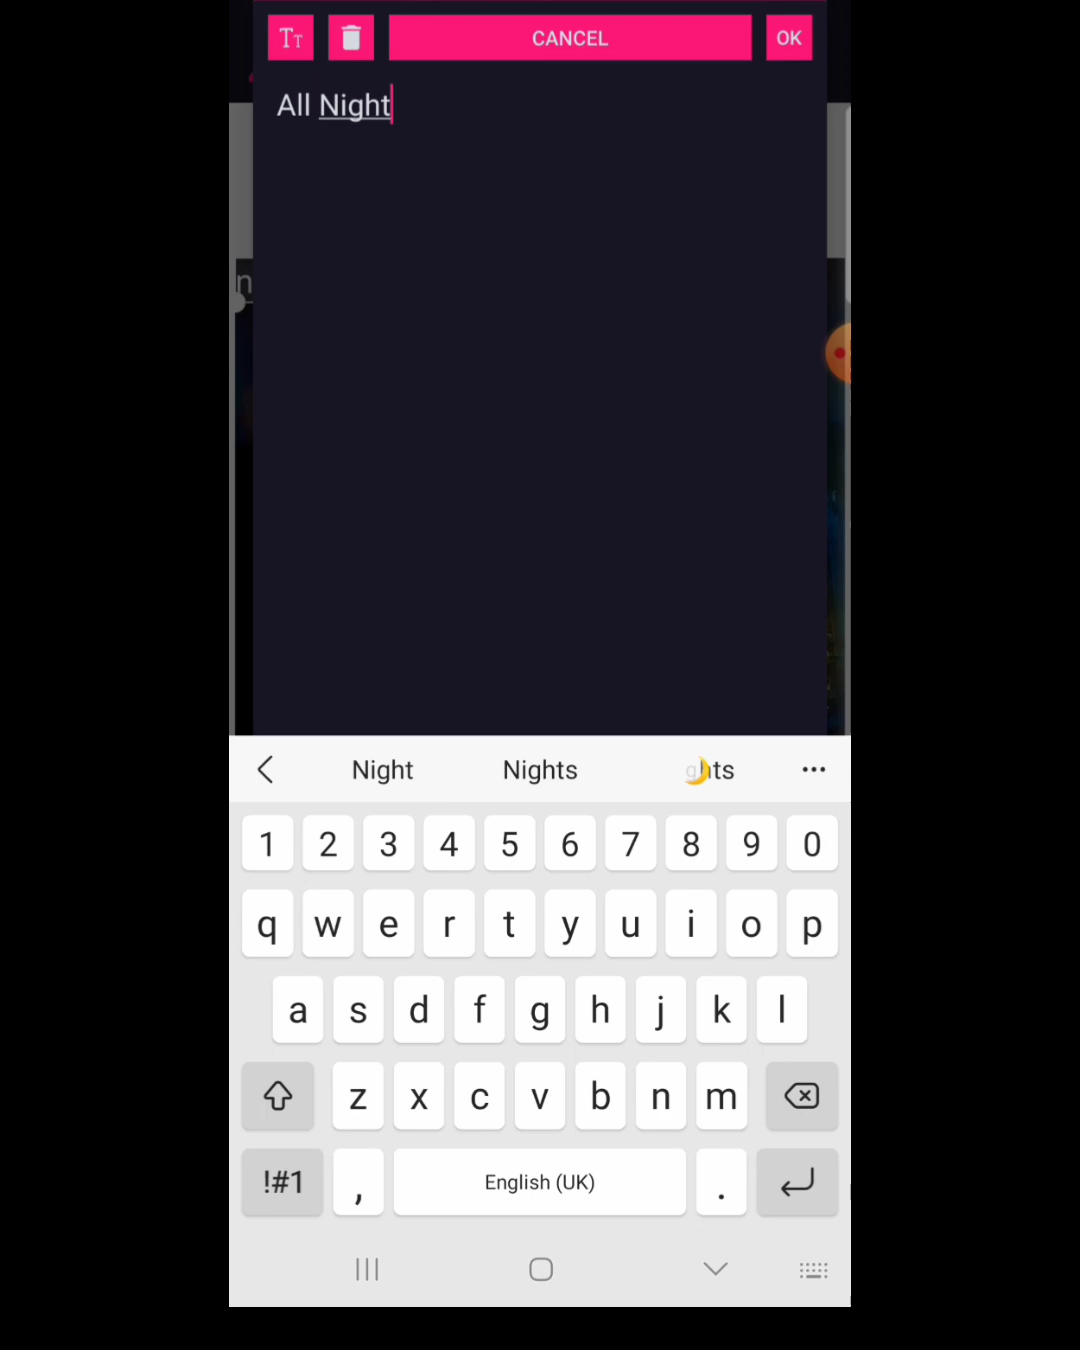 TT
CANCEL
OK
All Night
n
Night
Nights
1 2 3 4 5 6 7 8 9 0
q w e r t y u i o p
a s d f g h j k l
z x c v b n m
!#1 , English (UK) .